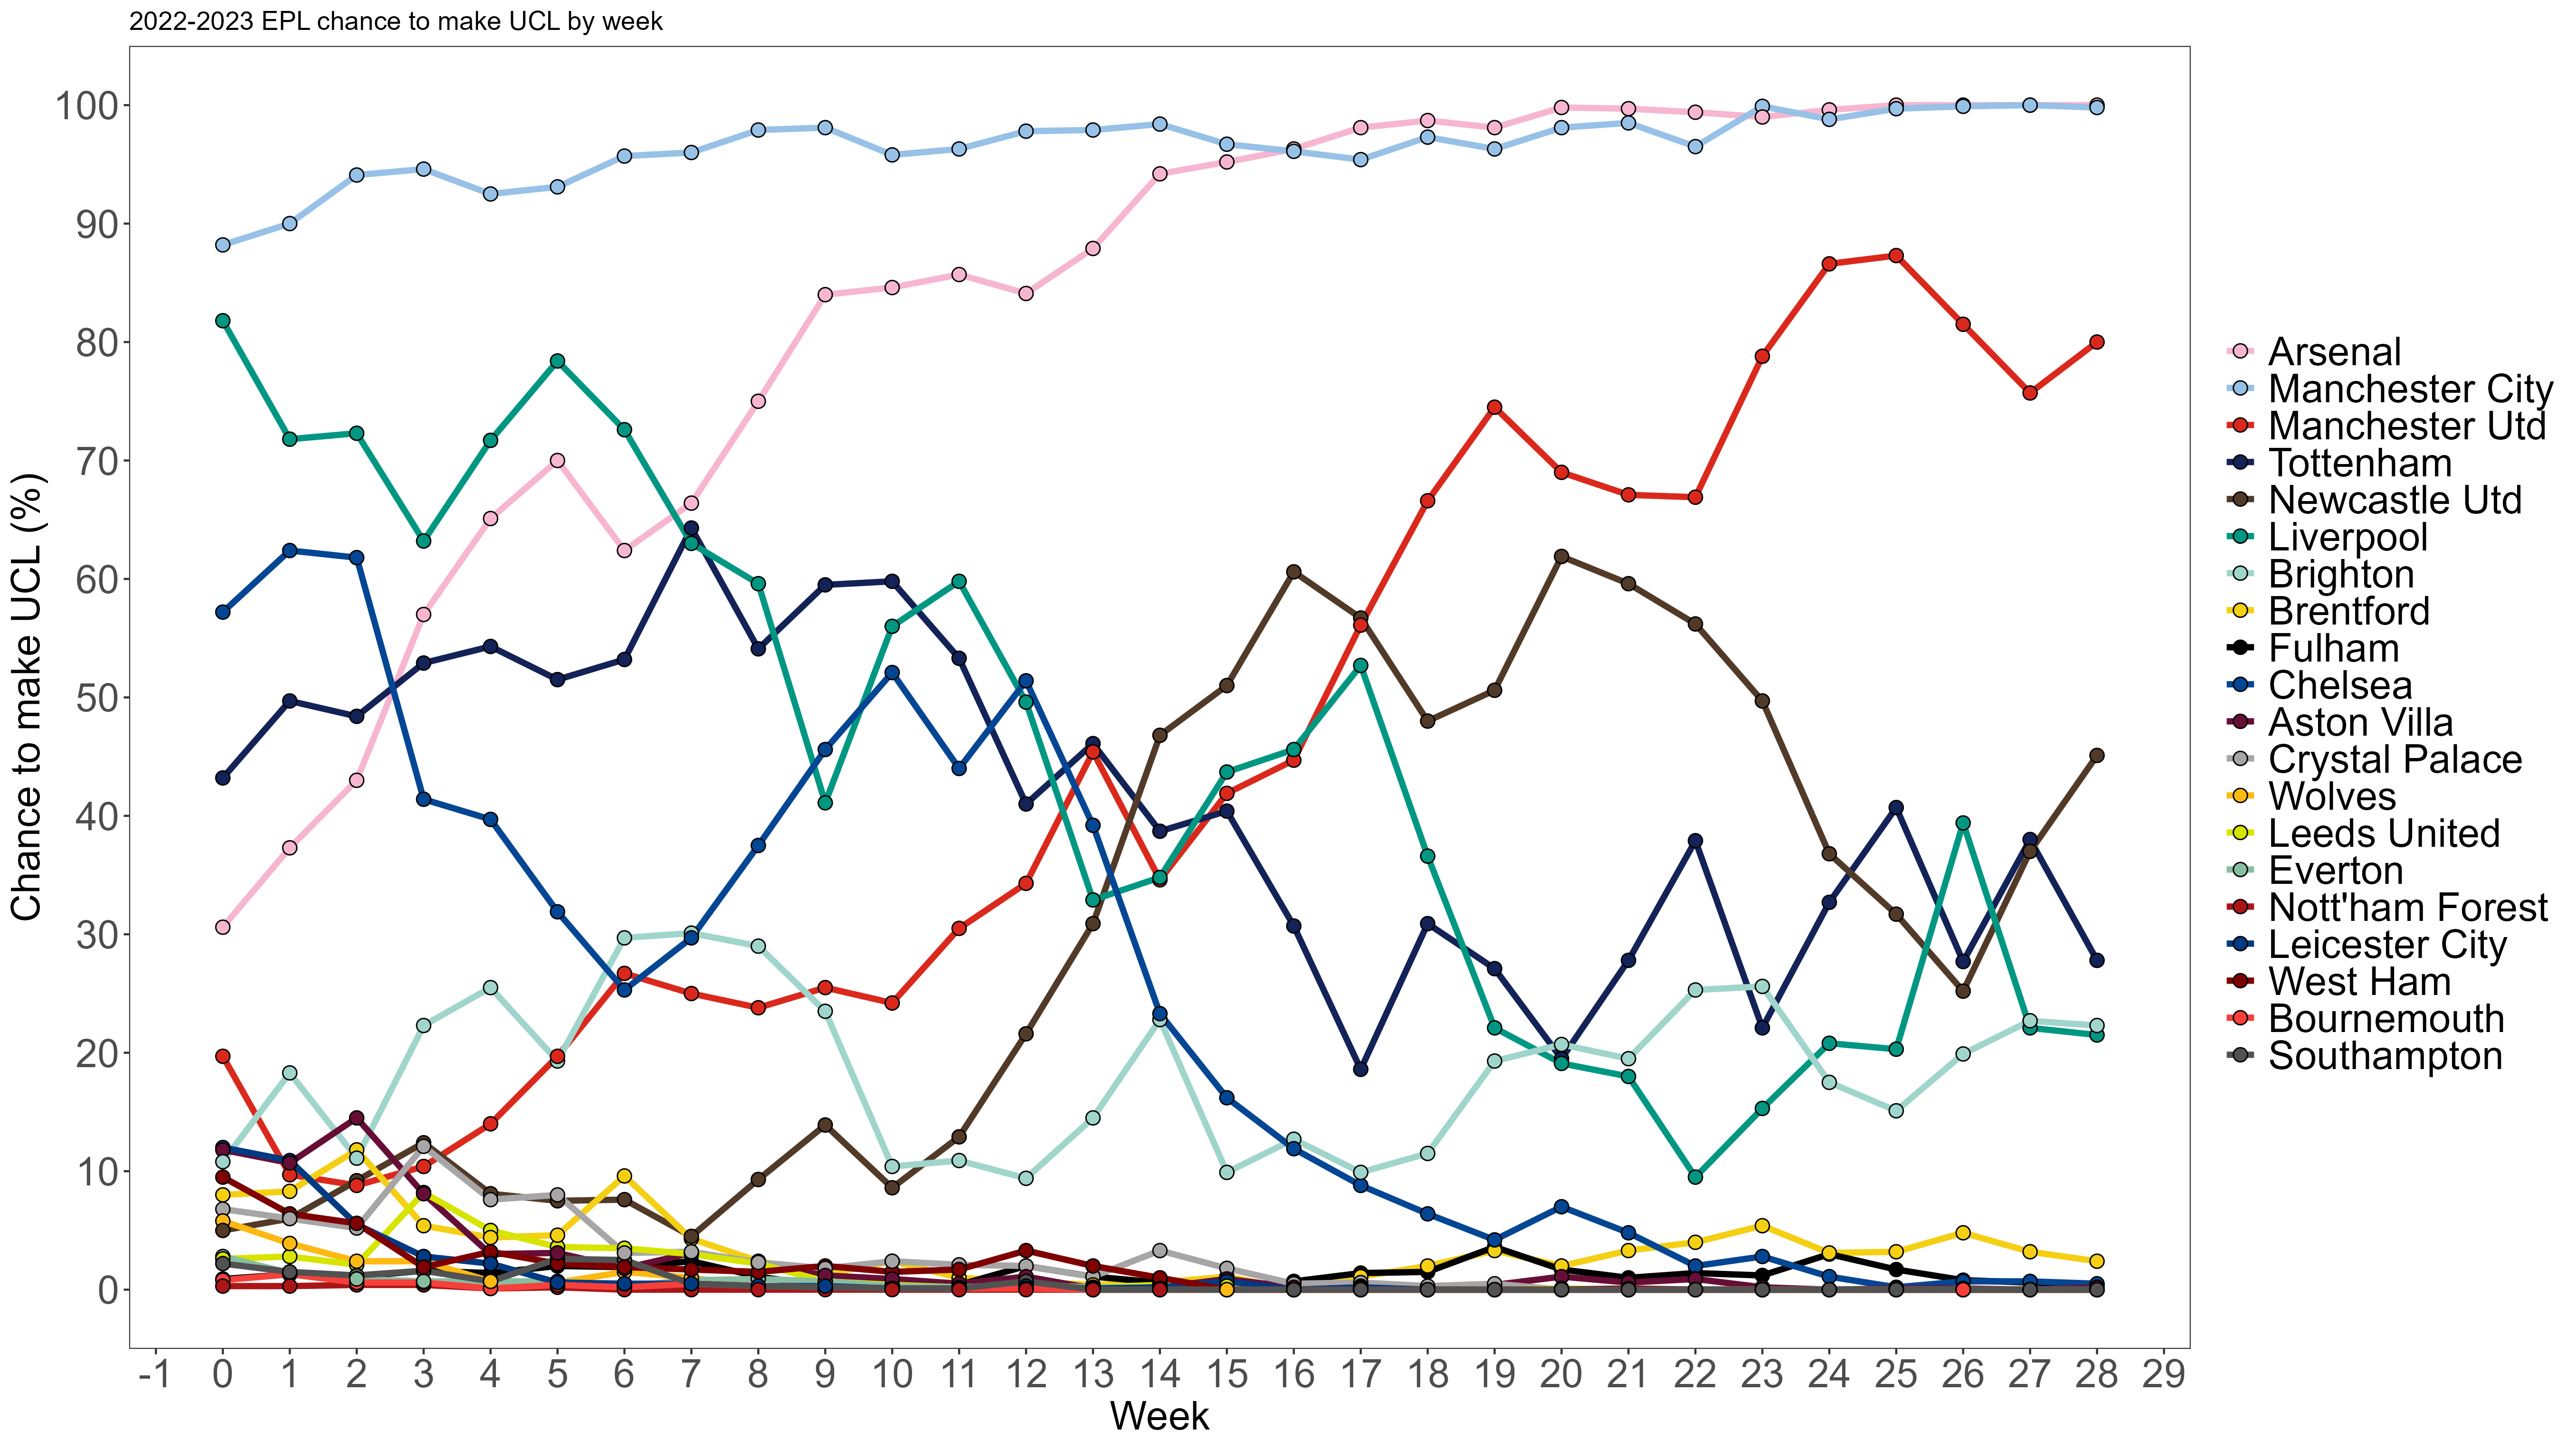 2022-2023 EPL chance to make UCL by week
100
90
80
70
60
50
40
30
20
10
0
Chance to make UCL (%)
-1 0 1 2 3 4 5 6 7 8 9 10 11 12 13 14 15 16 17 18 19 20 21 22 23 24 25 26 27 28 29
Week
Arsenal
Manchester City
Manchester Utd
Tottenham
Newcastle Utd
Liverpool
Brighton
Brentford
Fulham
Chelsea
Aston Villa
Crystal Palace
Wolves
Leeds United
Everton
Nott'ham Forest
Leicester City
West Ham
Bournemouth
Southampton